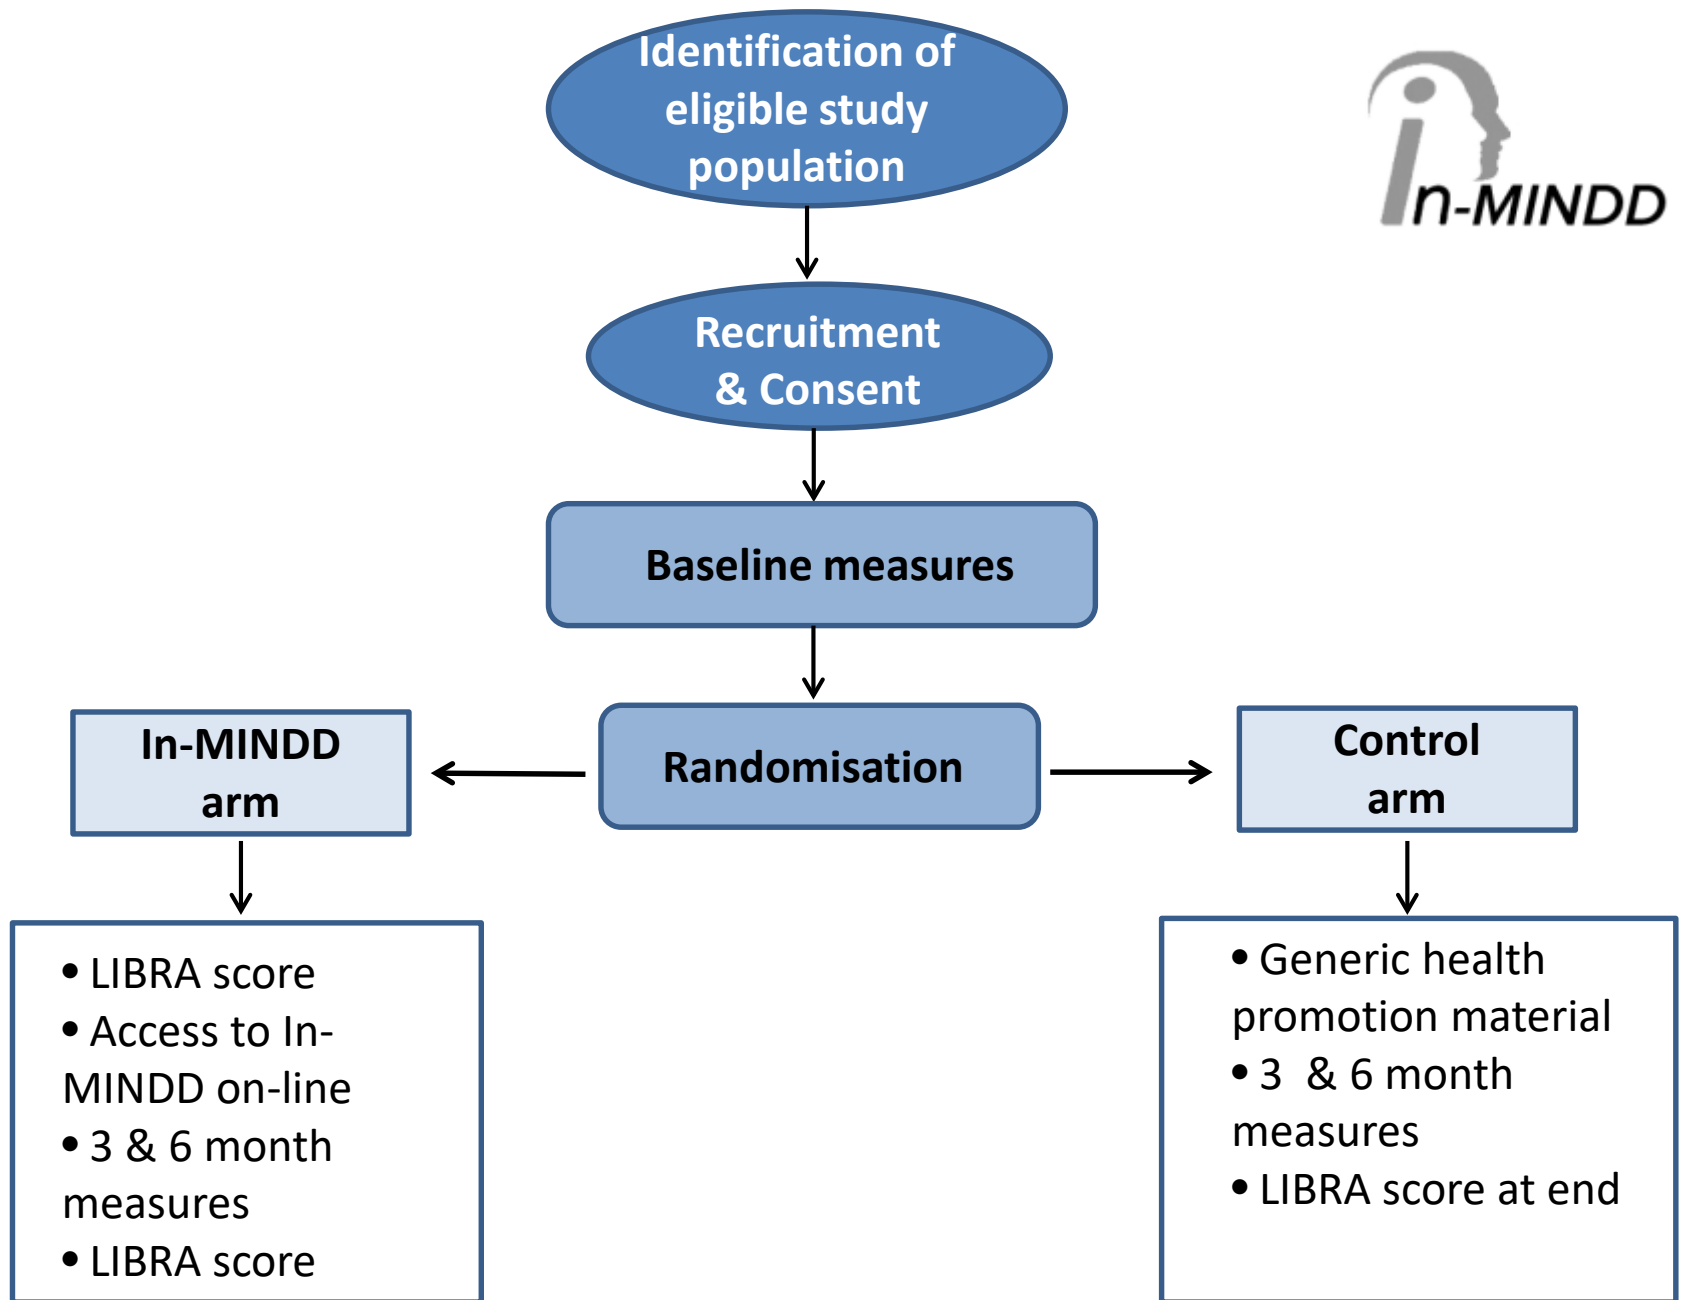 Identification of
eligible study
population
In-MINDD
Recruitment
& Consent
Baseline measures
In-MINDD
arm
Randomisation
Control
arm
• LIBRA score
• Access to In-
MINDD on-line
• 3 & 6 month
measures
• LIBRA score
• Generic health
promotion material
• 3  & 6 month
measures
• LIBRA score at end